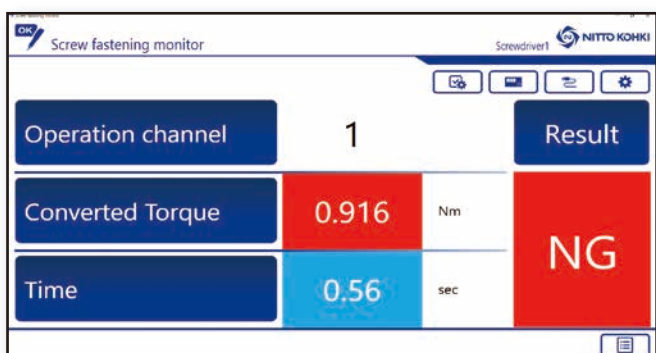 OK
Screw fastening monitor
Screwdriver1
NITTO KOHKI
Operation channel
1
Result
Converted Torque
0.916
Nm
NG
Time
0.56
sec